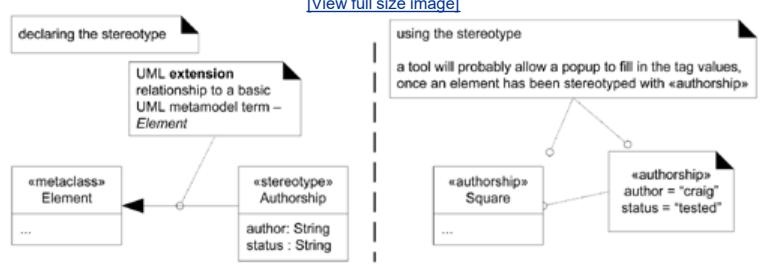 [View full size image]
declaring the stereotype
UML extension
relationship to a basic
UML metamodel term –
Element
«metaclass»
Element
...
«stereotype»
Authorship
author: String
status : String
using the stereotype
a tool will probably allow a popup to fill in the tag values,
once an element has been stereotyped with «authorship»
«authorship»
Square
...
«authorship»
author = “craig”
status = “tested”